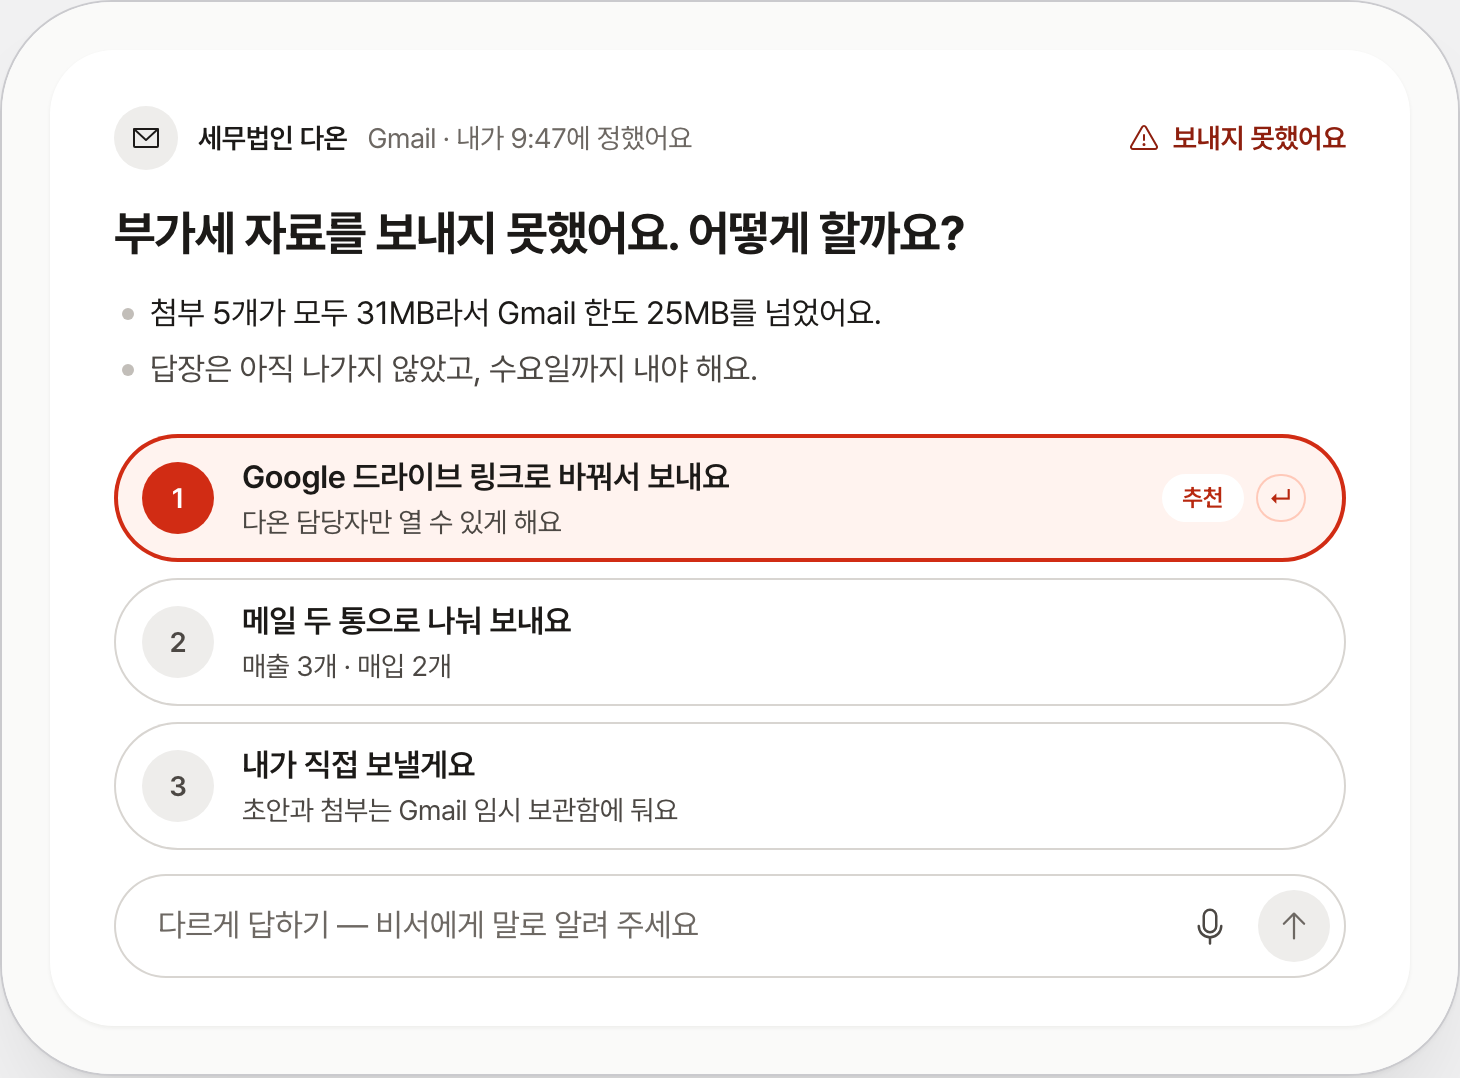 세무법인 다온 Gmail · 내가 9:47에 정했어요
보내지 못했어요
부가세 자료를 보내지 못했어요. 어떻게 할까요?
첨부 5개가 모두 31MB라서 Gmail 한도 25MB를 넘었어요.
답장은 아직 나가지 않았고, 수요일까지 내야 해요.
1
Google 드라이브 링크로 바꿔서 보내요
다온 담당자만 열 수 있게 해요
추천
2
메일 두 통으로 나눠 보내요
매출 3개 · 매입 2개
3
내가 직접 보낼게요
초안과 첨부는 Gmail 임시 보관함에 둬요
다르게 답하기 — 비서에게 말로 알려 주세요